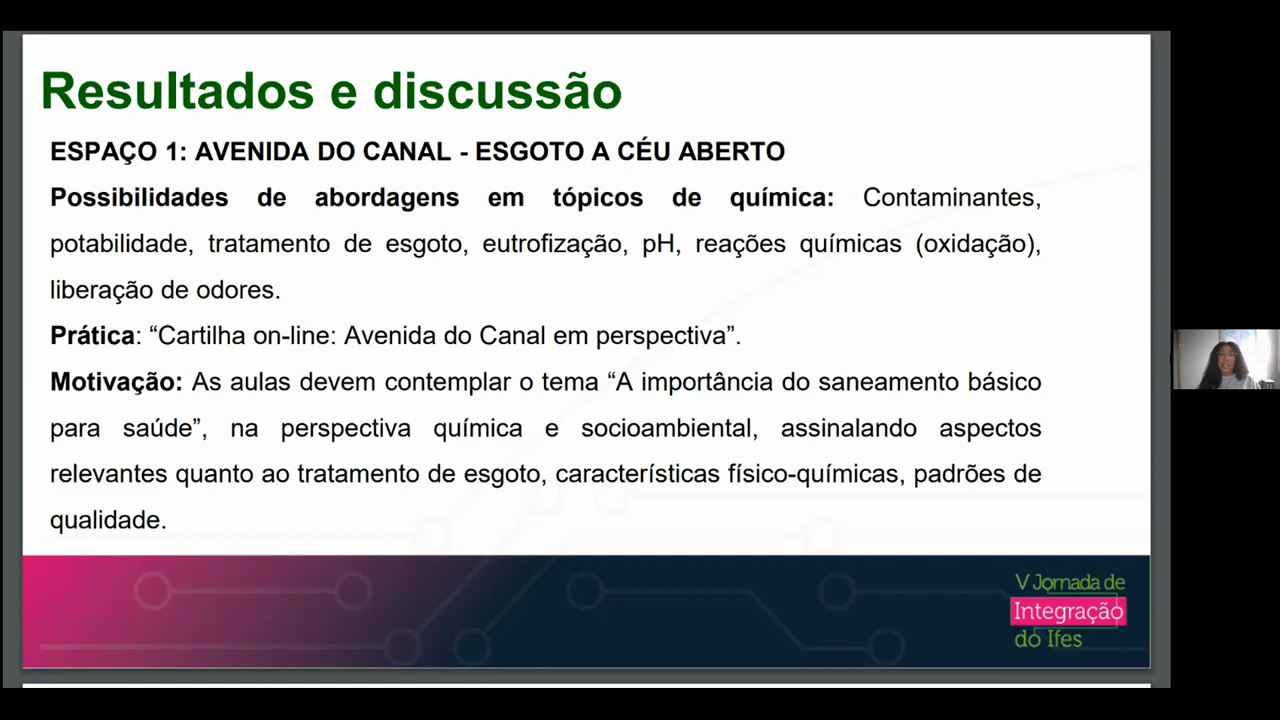 Resultados e discussão
ESPAÇO 1: AVENIDA DO CANAL - ESGOTO A CÉU ABERTO
Possibilidades de abordagens em tópicos de química: Contaminantes,
potabilidade, tratamento de esgoto, eutrofização, pH, reações químicas (oxidação),
liberação de odores.
Prática: “Cartilha on-line: Avenida do Canal em perspectiva”.
Motivação: As aulas devem contemplar o tema “A importância do saneamento básico
para saúde”, na perspectiva química e socioambiental, assinalando aspectos
relevantes quanto ao tratamento de esgoto, características físico-químicas, padrões de
qualidade.
V Jornada de
Integração
do Ifes